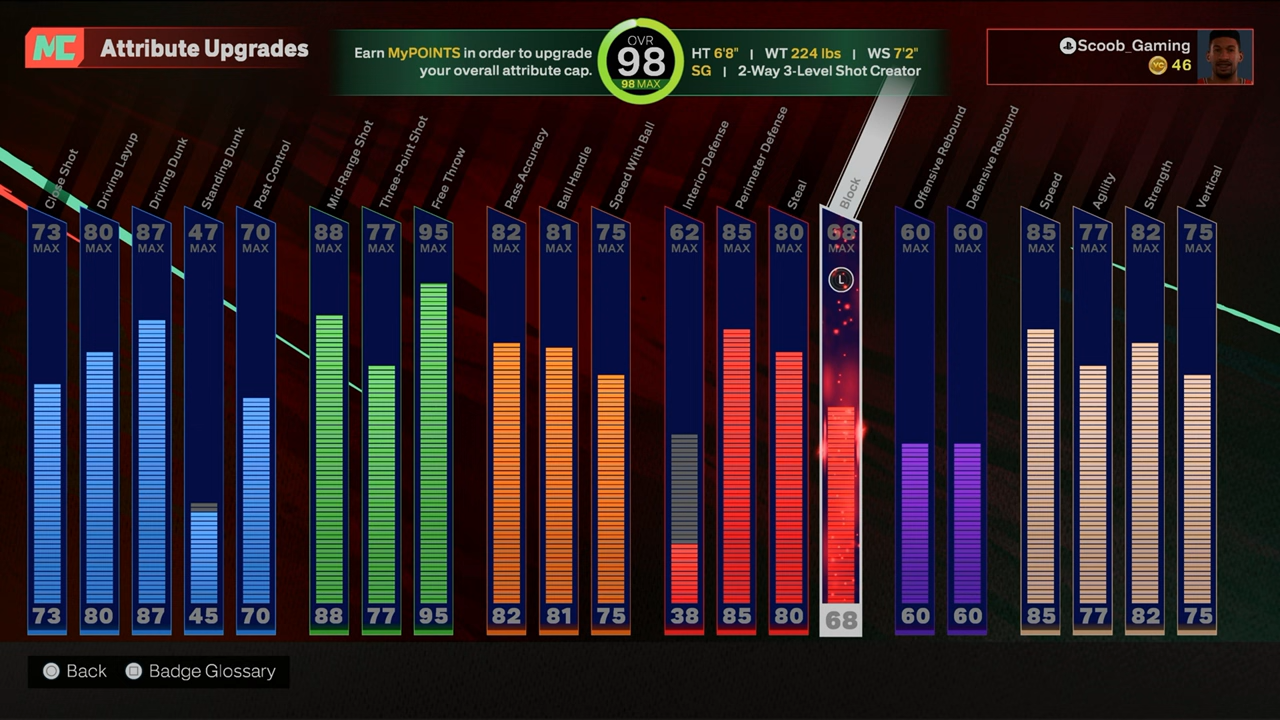 MC
Attribute Upgrades
Earn MyPOINTS in order to upgrade
your overall attribute cap.
OVR
98
98 MAX
HT 6'8" | WT 224 lbs | WS 7'2"
SG | 2-Way 3-Level Shot Creator
Scoob_Gaming
VC 46
Close Shot
Driving Layup
Driving Dunk
Standing Dunk
Post Control
Mid-Range Shot
Three-Point Shot
Free Throw
Pass Accuracy
Ball Handle
Speed With Ball
Interior Defense
Perimeter Defense
Steal
Block
Offensive Rebound
Defensive Rebound
Speed
Agility
Strength
Vertical
73 80 87 47 70 88 77 95 82 81 75 62 85 80 68 60 60 85 77 82 75
MAX MAX MAX MAX MAX MAX MAX MAX MAX MAX MAX MAX MAX MAX MAX MAX MAX MAX MAX MAX MAX
L
73 80 87 45 70 88 77 95 82 81 75 38 85 80 68 60 60 85 77 82 75
Back
Badge Glossary